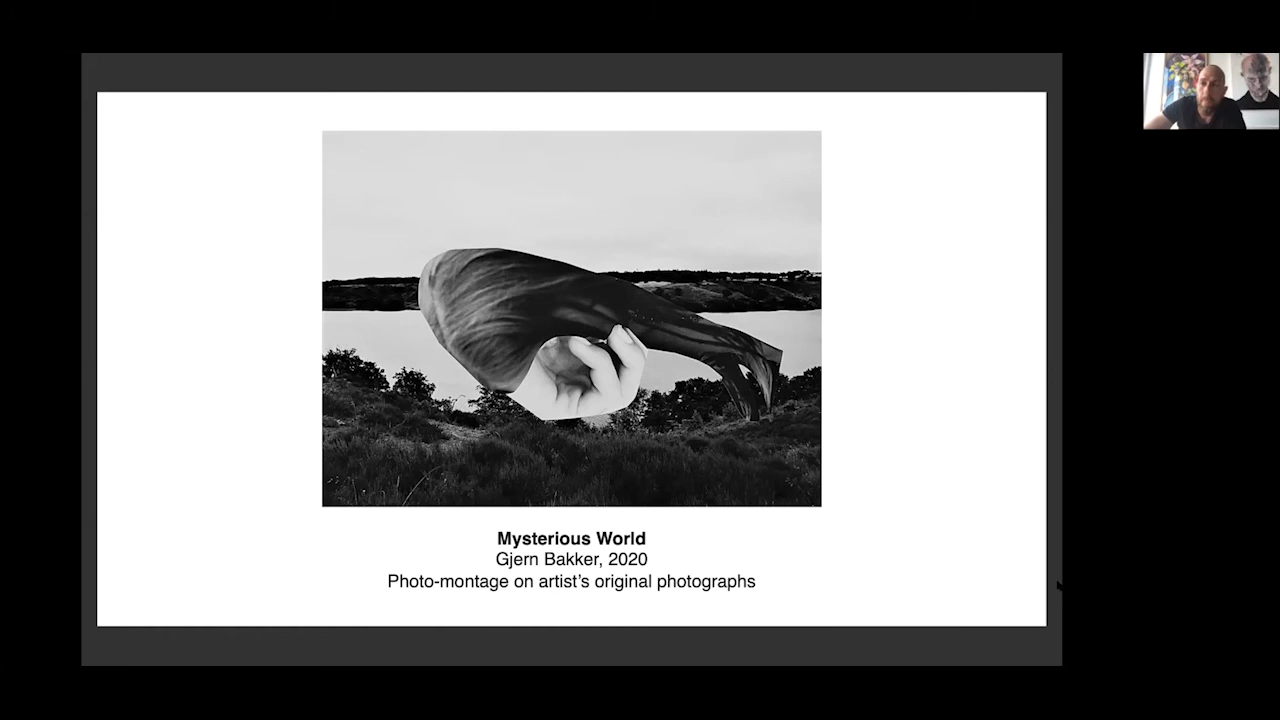 Mysterious World
Gjern Bakker, 2020
Photo-montage on artist’s original photographs